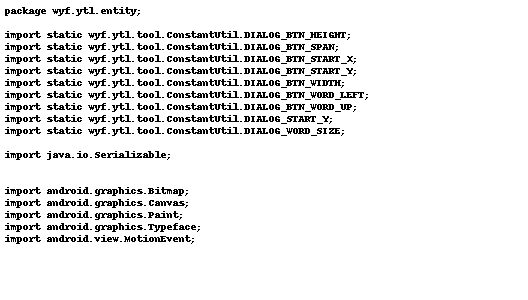 package wyf.ytl.entity;
import static wyf.ytl.tool.ConstantUtil.DIALOG_BTN_HEIGHT;
import static wyf.ytl.tool.ConstantUtil.DIALOG_BTN_SPAN;
import static wyf.ytl.tool.ConstantUtil.DIALOG_BTN_START_X;
import static wyf.ytl.tool.ConstantUtil.DIALOG_BTN_START_Y;
import static wyf.ytl.tool.ConstantUtil.DIALOG_BTN_WIDTH;
import static wyf.ytl.tool.ConstantUtil.DIALOG_BTN_WORD_LEFT;
import static wyf.ytl.tool.ConstantUtil.DIALOG_BTN_WORD_UP;
import static wyf.ytl.tool.ConstantUtil.DIALOG_START_Y;
import static wyf.ytl.tool.ConstantUtil.DIALOG_WORD_SIZE;
import java.io.Serializable;
import android.graphics.Bitmap;
import android.graphics.Canvas;
import android.graphics.Paint;
import android.graphics.Typeface;
import android.view.MotionEvent;